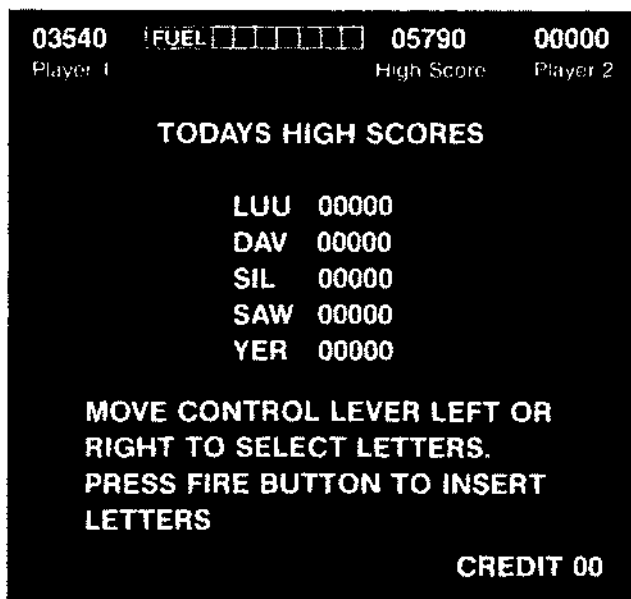 03540 FUEL 05790 00000
Player 1 High Score Player 2
TODAYS HIGH SCORES
LUU 00000
DAV 00000
SIL 00000
SAW 00000
YER 00000
MOVE CONTROL LEVER LEFT OR
RIGHT TO SELECT LETTERS.
PRESS FIRE BUTTON TO INSERT
LETTERS
CREDIT 00